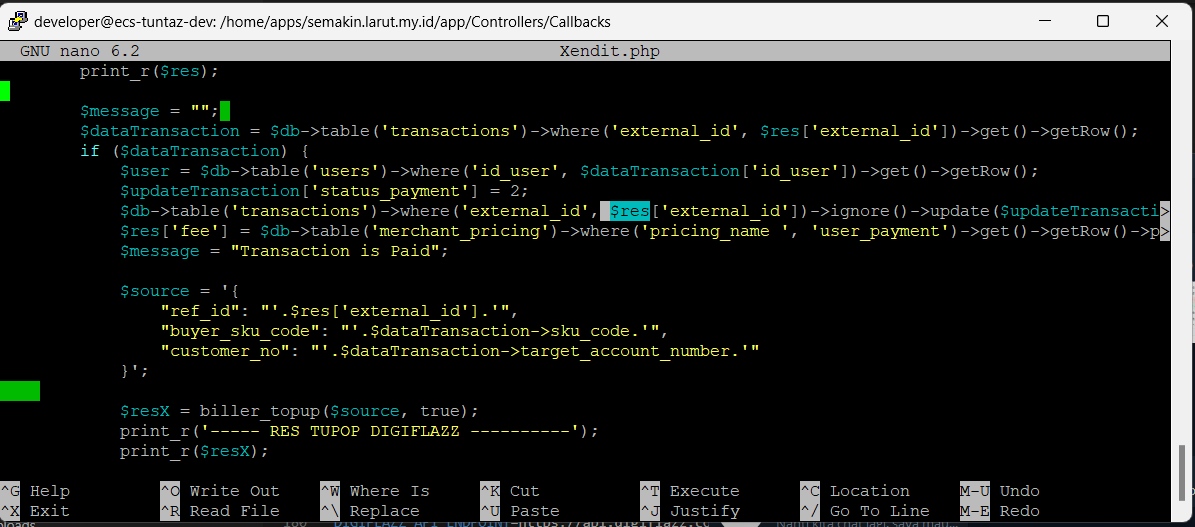 developer@ecs-tuntaz-dev: /home/apps/semakin.larut.my.id/app/Controllers/Callbacks
GNU nano 6.2 Xendit.php
print_r($res);
$message = "";
$dataTransaction = $db->table('transactions')->where('external_id', $res['external_id'])->get()->getRow();
if ($dataTransaction) {
$user = $db->table('users')->where('id_user', $dataTransaction['id_user'])->get()->getRow();
$updateTransaction['status_payment'] = 2;
$db->table('transactions')->where('external_id', $res['external_id'])->ignore()->update($updateTransacti>
$res['fee'] = $db->table('merchant_pricing')->where('pricing_name ', 'user_payment')->get()->getRow()->p>
$message = "Transaction is Paid";
$source = '{
"ref_id": "'.$res['external_id'].'",
"buyer_sku_code": "'.$dataTransaction->sku_code.'",
"customer_no": "'.$dataTransaction->target_account_number.'"
}';
$resX = biller_topup($source, true);
print_r('----- RES TUPOP DIGIFLAZZ ----------');
print_r($resX);
^G Help ^O Write Out ^W Where Is ^K Cut ^T Execute ^C Location M-U Undo
^X Exit ^R Read File ^\ Replace ^U Paste ^J Justify ^/ Go To Line M-E Redo